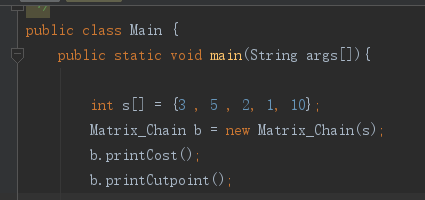 */
public class Main {
public static void main(String args[]){
int s[] = {3 , 5 , 2, 1, 10};
Matrix_Chain b = new Matrix_Chain(s);
b.printCost();
b.printCutpoint();